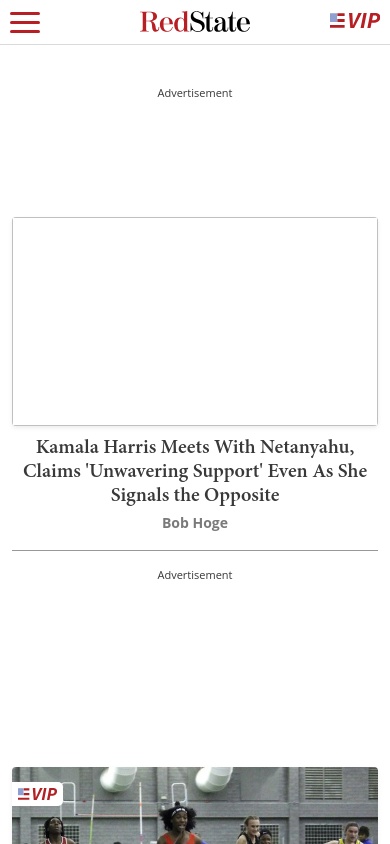 RedState
VIP
Advertisement
Kamala Harris Meets With Netanyahu,
Claims 'Unwavering Support' Even As She
Signals the Opposite
Bob Hoge
Advertisement
VIP